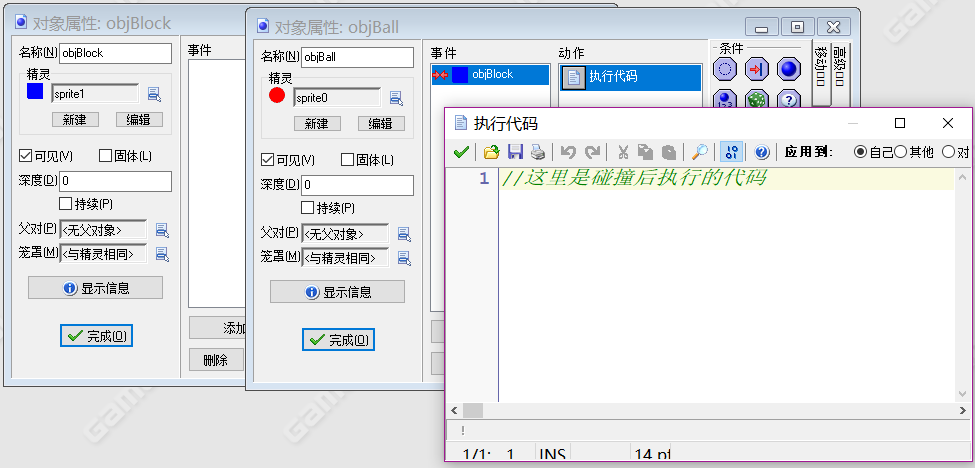 对象属性: objBlock
名称(N) objBlock
精灵
sprite1
新建 编辑
可见(V) 固体(L)
深度(D) 0
持续(P)
父对(P) <无父对象>
笼罩(M) <与精灵相同>
显示信息
完成(O)
事件
添加
删除
对象属性: objBall
名称(N) objBall
精灵
sprite0
新建 编辑
可见(V) 固体(L)
深度(D) 0
持续(P)
父对(P) <无父对象>
笼罩(M) <与精灵相同>
显示信息
完成(O)
事件
objBlock
动作
执行代码
条件
移动
高级
执行代码
应用到: 自己 其他 对
1 //这里是碰撞后执行的代码
!
1/1: 1 INS 14 pt